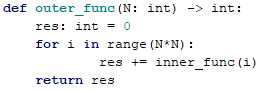 def outer_func(N: int) -> int:
    res: int = 0
    for i in range(N*N):
            res += inner_func(i)
    return res